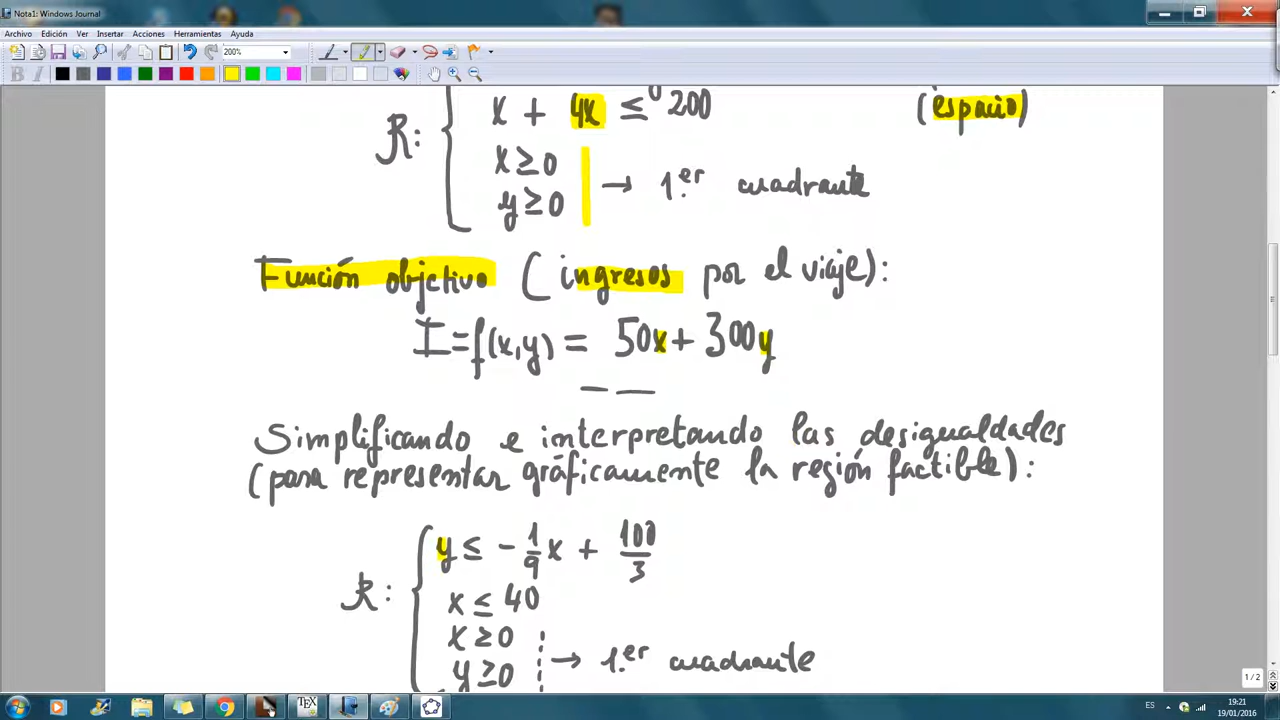 Nota1: Windows Journal
Archivo Edición Ver Insertar Acciones Herramientas Ayuda
200%
x + 4x ≤ 200 (espacio)
R: x ≥ 0
y ≥ 0 → 1.er cuadrante
Función objetivo (ingresos por el viaje):
I = f(x,y) = 50x + 300y
Simplificando e interpretando las desigualdades
(para representar gráficamente la región factible):
y ≤ - 1/9 x + 100/3
R: x ≤ 40
x ≥ 0
y ≥ 0 → 1.er cuadrante
1 / 2
TEX
ES 19:21
19/01/2016